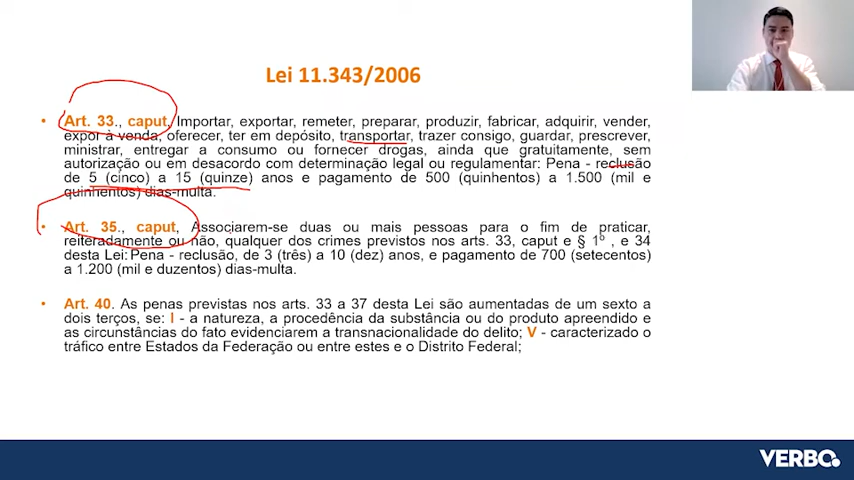 Lei 11.343/2006
• Art. 33., caput, Importar, exportar, remeter, preparar, produzir, fabricar, adquirir, vender,
expor à venda, oferecer, ter em depósito, transportar, trazer consigo, guardar, prescrever,
ministrar, entregar a consumo ou fornecer drogas, ainda que gratuitamente, sem
autorização ou em desacordo com determinação legal ou regulamentar: Pena - reclusão
de 5 (cinco) a 15 (quinze) anos e pagamento de 500 (quinhentos) a 1.500 (mil e
quinhentos) dias-multa.
• Art. 35., caput, Associarem-se duas ou mais pessoas para o fim de praticar,
reiteradamente ou não, qualquer dos crimes previstos nos arts. 33, caput e § 1º , e 34
desta Lei: Pena - reclusão, de 3 (três) a 10 (dez) anos, e pagamento de 700 (setecentos)
a 1.200 (mil e duzentos) dias-multa.
• Art. 40. As penas previstas nos arts. 33 a 37 desta Lei são aumentadas de um sexto a
dois terços, se: I - a natureza, a procedência da substância ou do produto apreendido e
as circunstâncias do fato evidenciarem a transnacionalidade do delito; V - caracterizado o
tráfico entre Estados da Federação ou entre estes e o Distrito Federal;
VERBO.